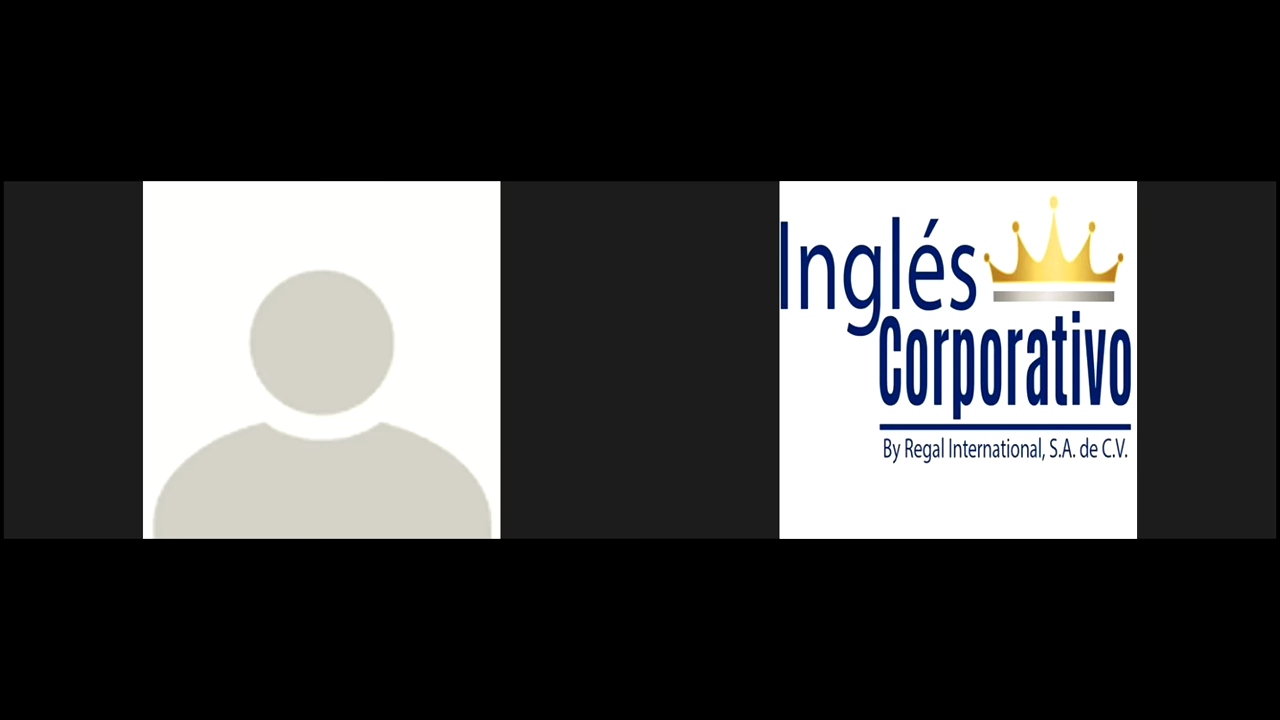 Inglés
Corporativo
By Regal International, S.A. de C.V.